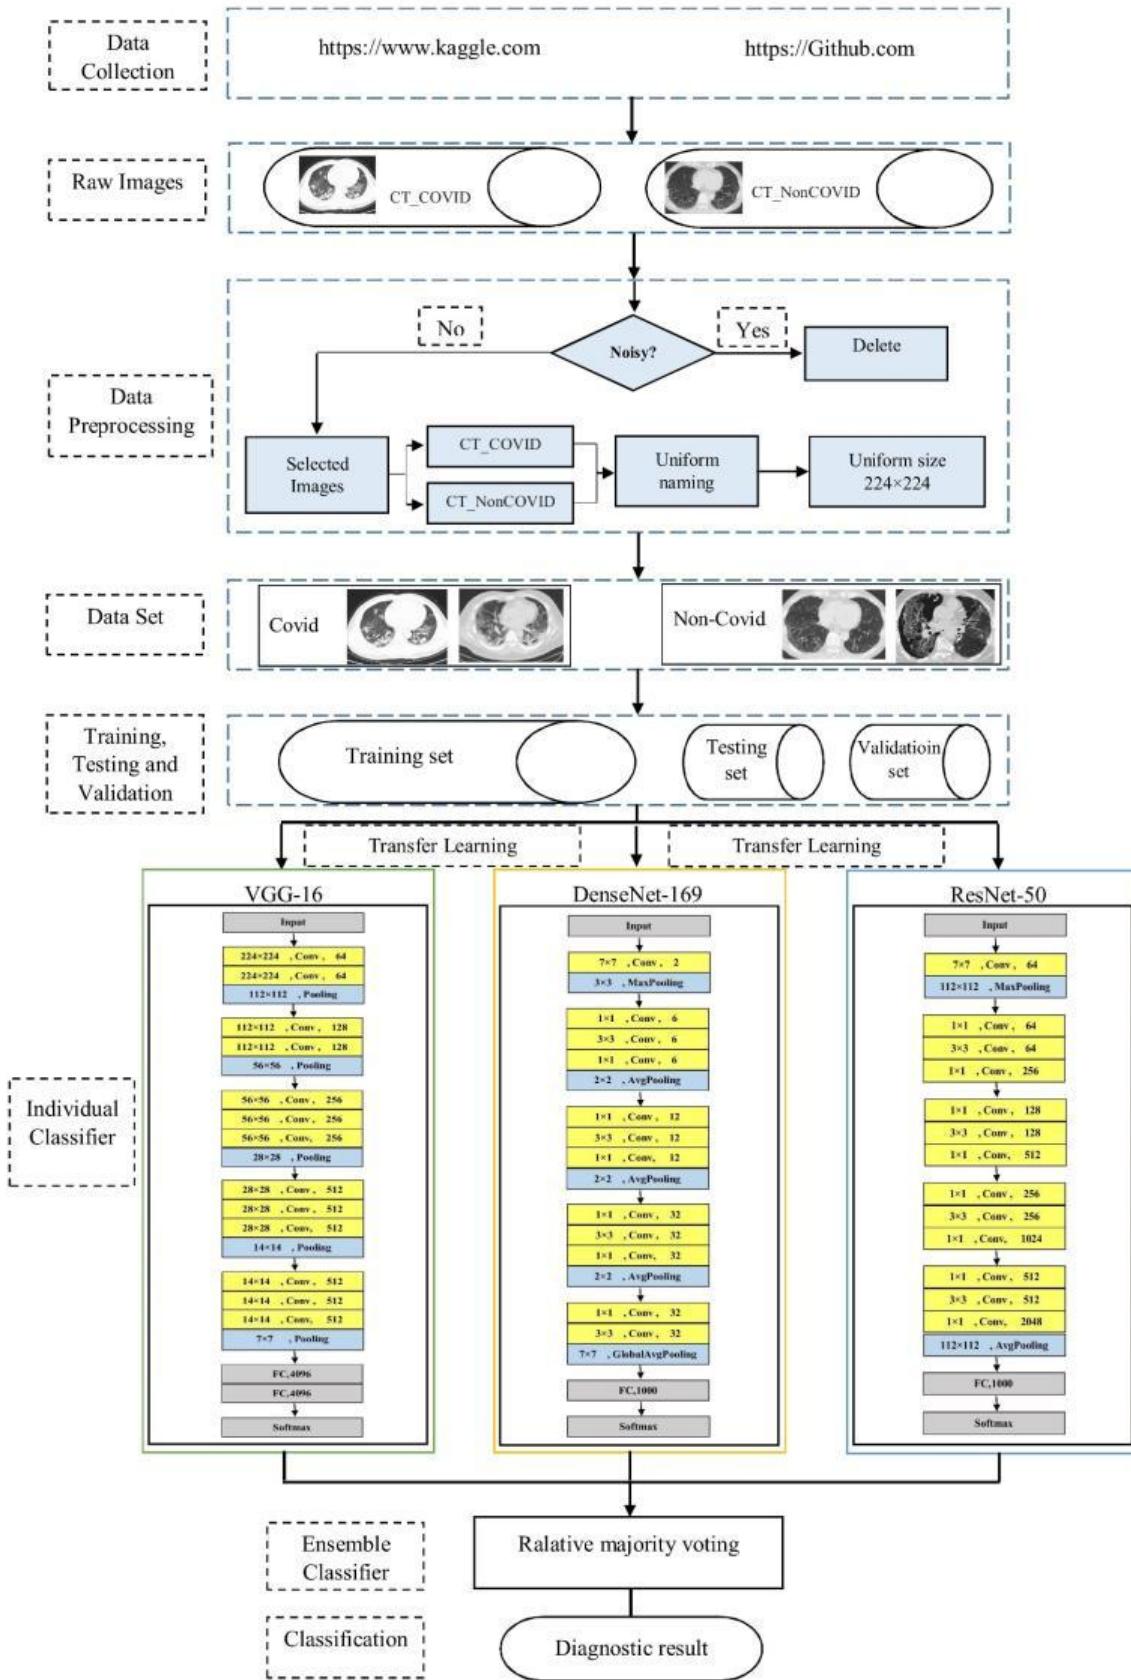 Data
Collection
https://www.kaggle.com
https://Github.com
Raw Images
CT_COVID
CT_NonCOVID
Data
Preprocessing
No
Noisy?
Yes
Delete
Selected
Images
CT_COVID
CT_NonCOVID
Uniform
naming
Uniform size
224×224
Data Set
Covid
Non-Covid
Training,
Testing and
Validation
Training set
Testing
set
Validatioin
set
Transfer Learning
Transfer Learning
Individual
Classifier
VGG-16
Input
224×224 , Conv , 64
224×224 , Conv , 64
112×112 , Pooling
112×112 , Conv , 128
112×112 , Conv , 128
56×56 , Pooling
56×56 , Conv, 256
56×56 , Conv, 256
56×56 , Conv, 256
28×28 , Pooling
28×28 , Conv , 512
28×28 , Conv , 512
28×28 , Conv, 512
14×14 , Pooling
14×14 , Conv , 512
14×14 , Conv , 512
14×14 , Conv, 512
7×7 , Pooling
FC,4096
FC,4096
Softmax
DenseNet-169
Input
7×7 , Conv , 2
3×3 , MaxPooling
1×1 , Conv , 6
3×3 , Conv , 6
1×1 , Conv , 6
2×2 , AvgPooling
1×1 , Conv , 12
3×3 , Conv , 12
1×1 , Conv, 12
2×2 , AvgPooling
1×1 , Conv , 32
3×3 , Conv , 32
1×1 , Conv, 32
2×2 , AvgPooling
1×1 , Conv , 32
3×3 , Conv , 32
7×7 , GlobalAvgPooling
FC,1000
Softmax
ResNet-50
Input
7×7 , Conv , 64
112×112 , MaxPooling
1×1 , Conv , 64
3×3 , Conv , 64
1×1 , Conv , 256
1×1 , Conv , 128
3×3 , Conv , 128
1×1 , Conv, 512
1×1 , Conv , 256
3×3 , Conv , 256
1×1 , Conv, 1024
1×1 , Conv , 512
3×3 , Conv , 512
1×1 , Conv, 2048
112×112 , AvgPooling
FC,1000
Softmax
Ensemble
Classifier
Ralative majority voting
Classification
Diagnostic result